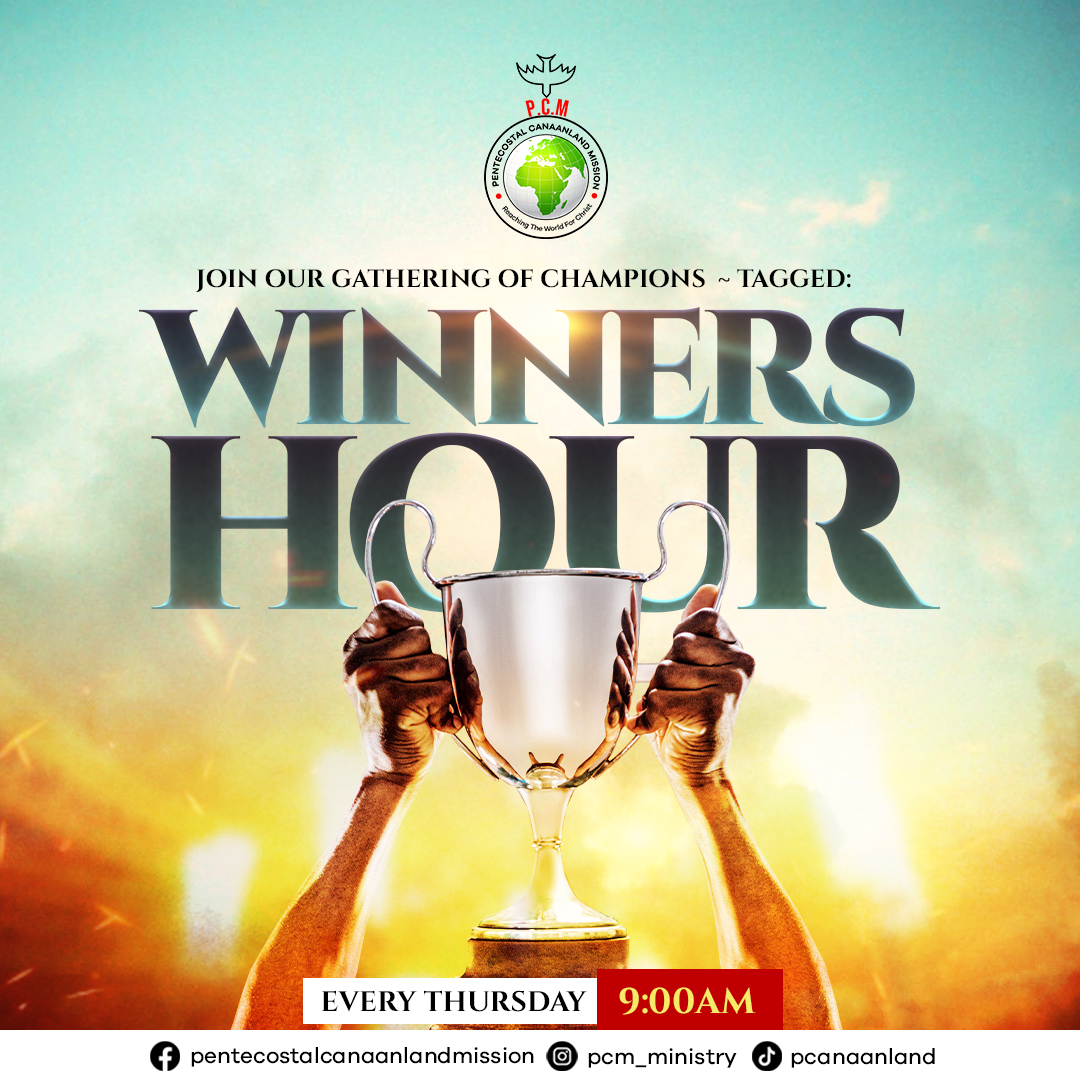 P.C.M
PENTECOSTAL CANAANLAND MISSION
Reaching The World For Christ
JOIN OUR GATHERING OF CHAMPIONS ~ TAGGED:
WINNERS
HOUR
EVERY THURSDAY 9:00AM
pentecostalcanaanlandmission pcm_ministry pcanaanland